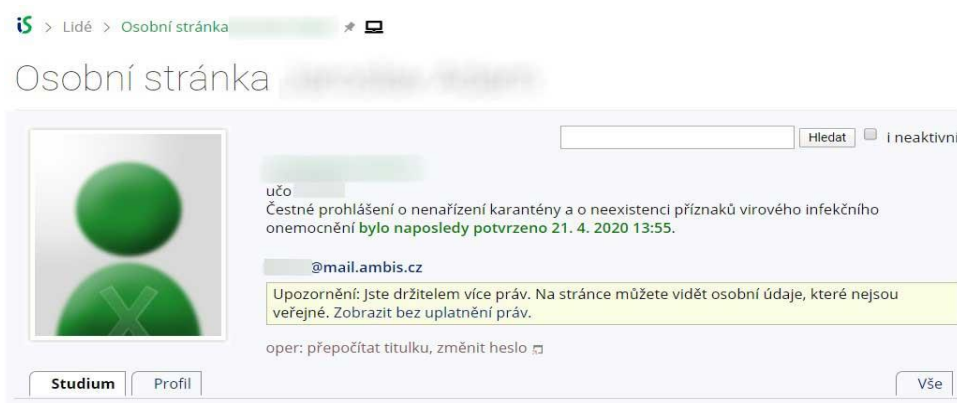 iS > Lidé > Osobní stránka
Osobní stránka
Hledat i neaktivní
učo
Čestné prohlášení o nenařízení karantény a o neexistenci příznaků virového infekčního
onemocnění bylo naposledy potvrzeno 21. 4. 2020 13:55.
@mail.ambis.cz
Upozornění: Jste držitelem více práv. Na stránce můžete vidět osobní údaje, které nejsou
veřejné. Zobrazit bez uplatnění práv.
oper: přepočítat titulku, změnit heslo
Studium Profil Vše